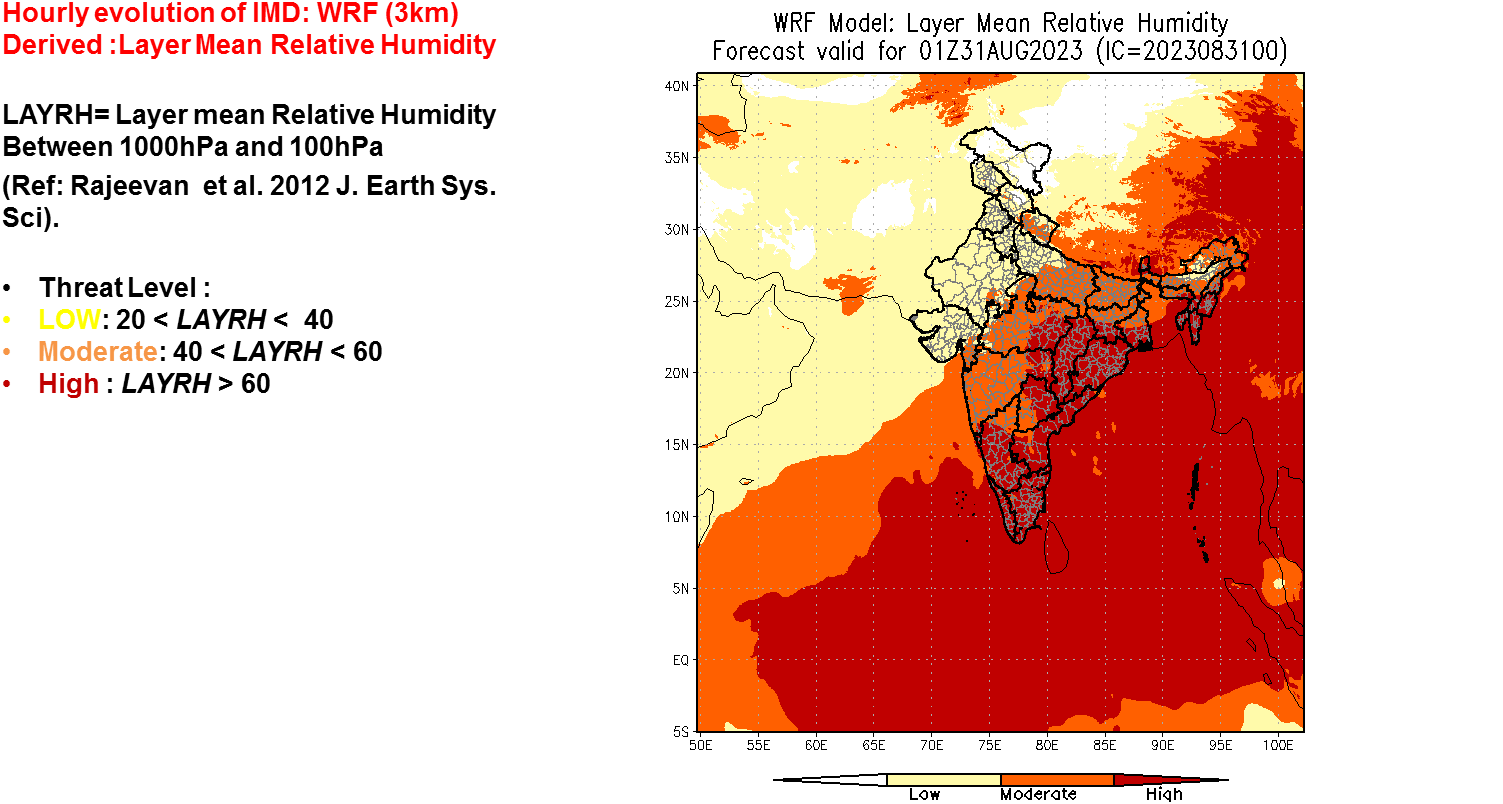 Hourly evolution of IMD: WRF (3km)
Derived :Layer Mean Relative Humidity
LAYRH= Layer mean Relative Humidity
Between 1000hPa and 100hPa
(Ref: Rajeevan et al. 2012 J. Earth Sys.
Sci).
• Threat Level :
• LOW: 20 < LAYRH < 40
• Moderate: 40 < LAYRH < 60
• High : LAYRH > 60
WRF Model: Layer Mean Relative Humidity
Forecast valid for 01Z31AUG2023 (IC=2023083100)
40N
35N
30N
25N
20N
15N
10N
5N
EQ
5S
50E 55E 60E 65E 70E 75E 80E 85E 90E 95E 100E
Low Moderate High